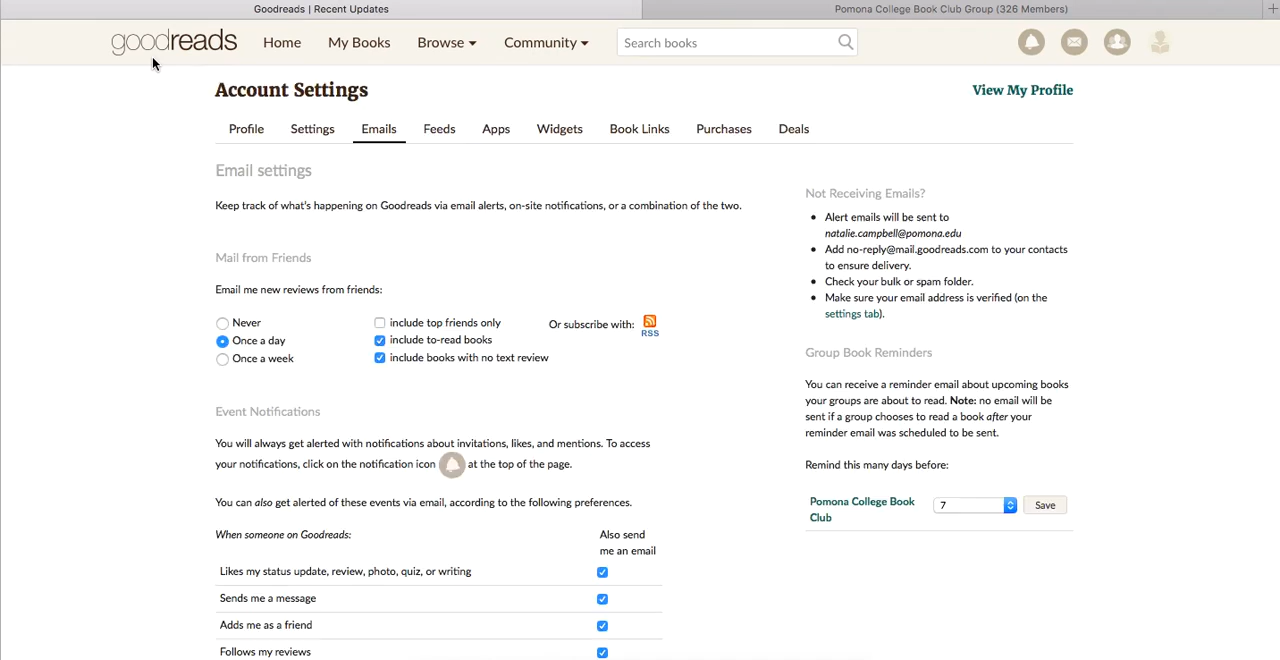 Goodreads | Recent Updates
Pomona College Book Club Group (326 Members)
goodreads
Home
My Books
Browse
Community
Search books
Account Settings
View My Profile
Profile
Settings
Emails
Feeds
Apps
Widgets
Book Links
Purchases
Deals
Email settings
Keep track of what's happening on Goodreads via email alerts, on-site notifications, or a combination of the two.
Mail from Friends
Email me new reviews from friends:
Never
Once a day
Once a week
include top friends only
include to-read books
include books with no text review
Or subscribe with:
RSS
Event Notifications
You will always get alerted with notifications about invitations, likes, and mentions. To access
your notifications, click on the notification icon at the top of the page.
You can also get alerted of these events via email, according to the following preferences.
When someone on Goodreads:
Also send
me an email
Likes my status update, review, photo, quiz, or writing
Sends me a message
Adds me as a friend
Follows my reviews
Not Receiving Emails?
Alert emails will be sent to
natalie.campbell@pomona.edu
Add no-reply@mail.goodreads.com to your contacts
to ensure delivery.
Check your bulk or spam folder.
Make sure your email address is verified (on the
settings tab).
Group Book Reminders
You can receive a reminder email about upcoming books
your groups are about to read. Note: no email will be
sent if a group chooses to read a book after your
reminder email was scheduled to be sent.
Remind this many days before:
Pomona College Book
Club
7
Save